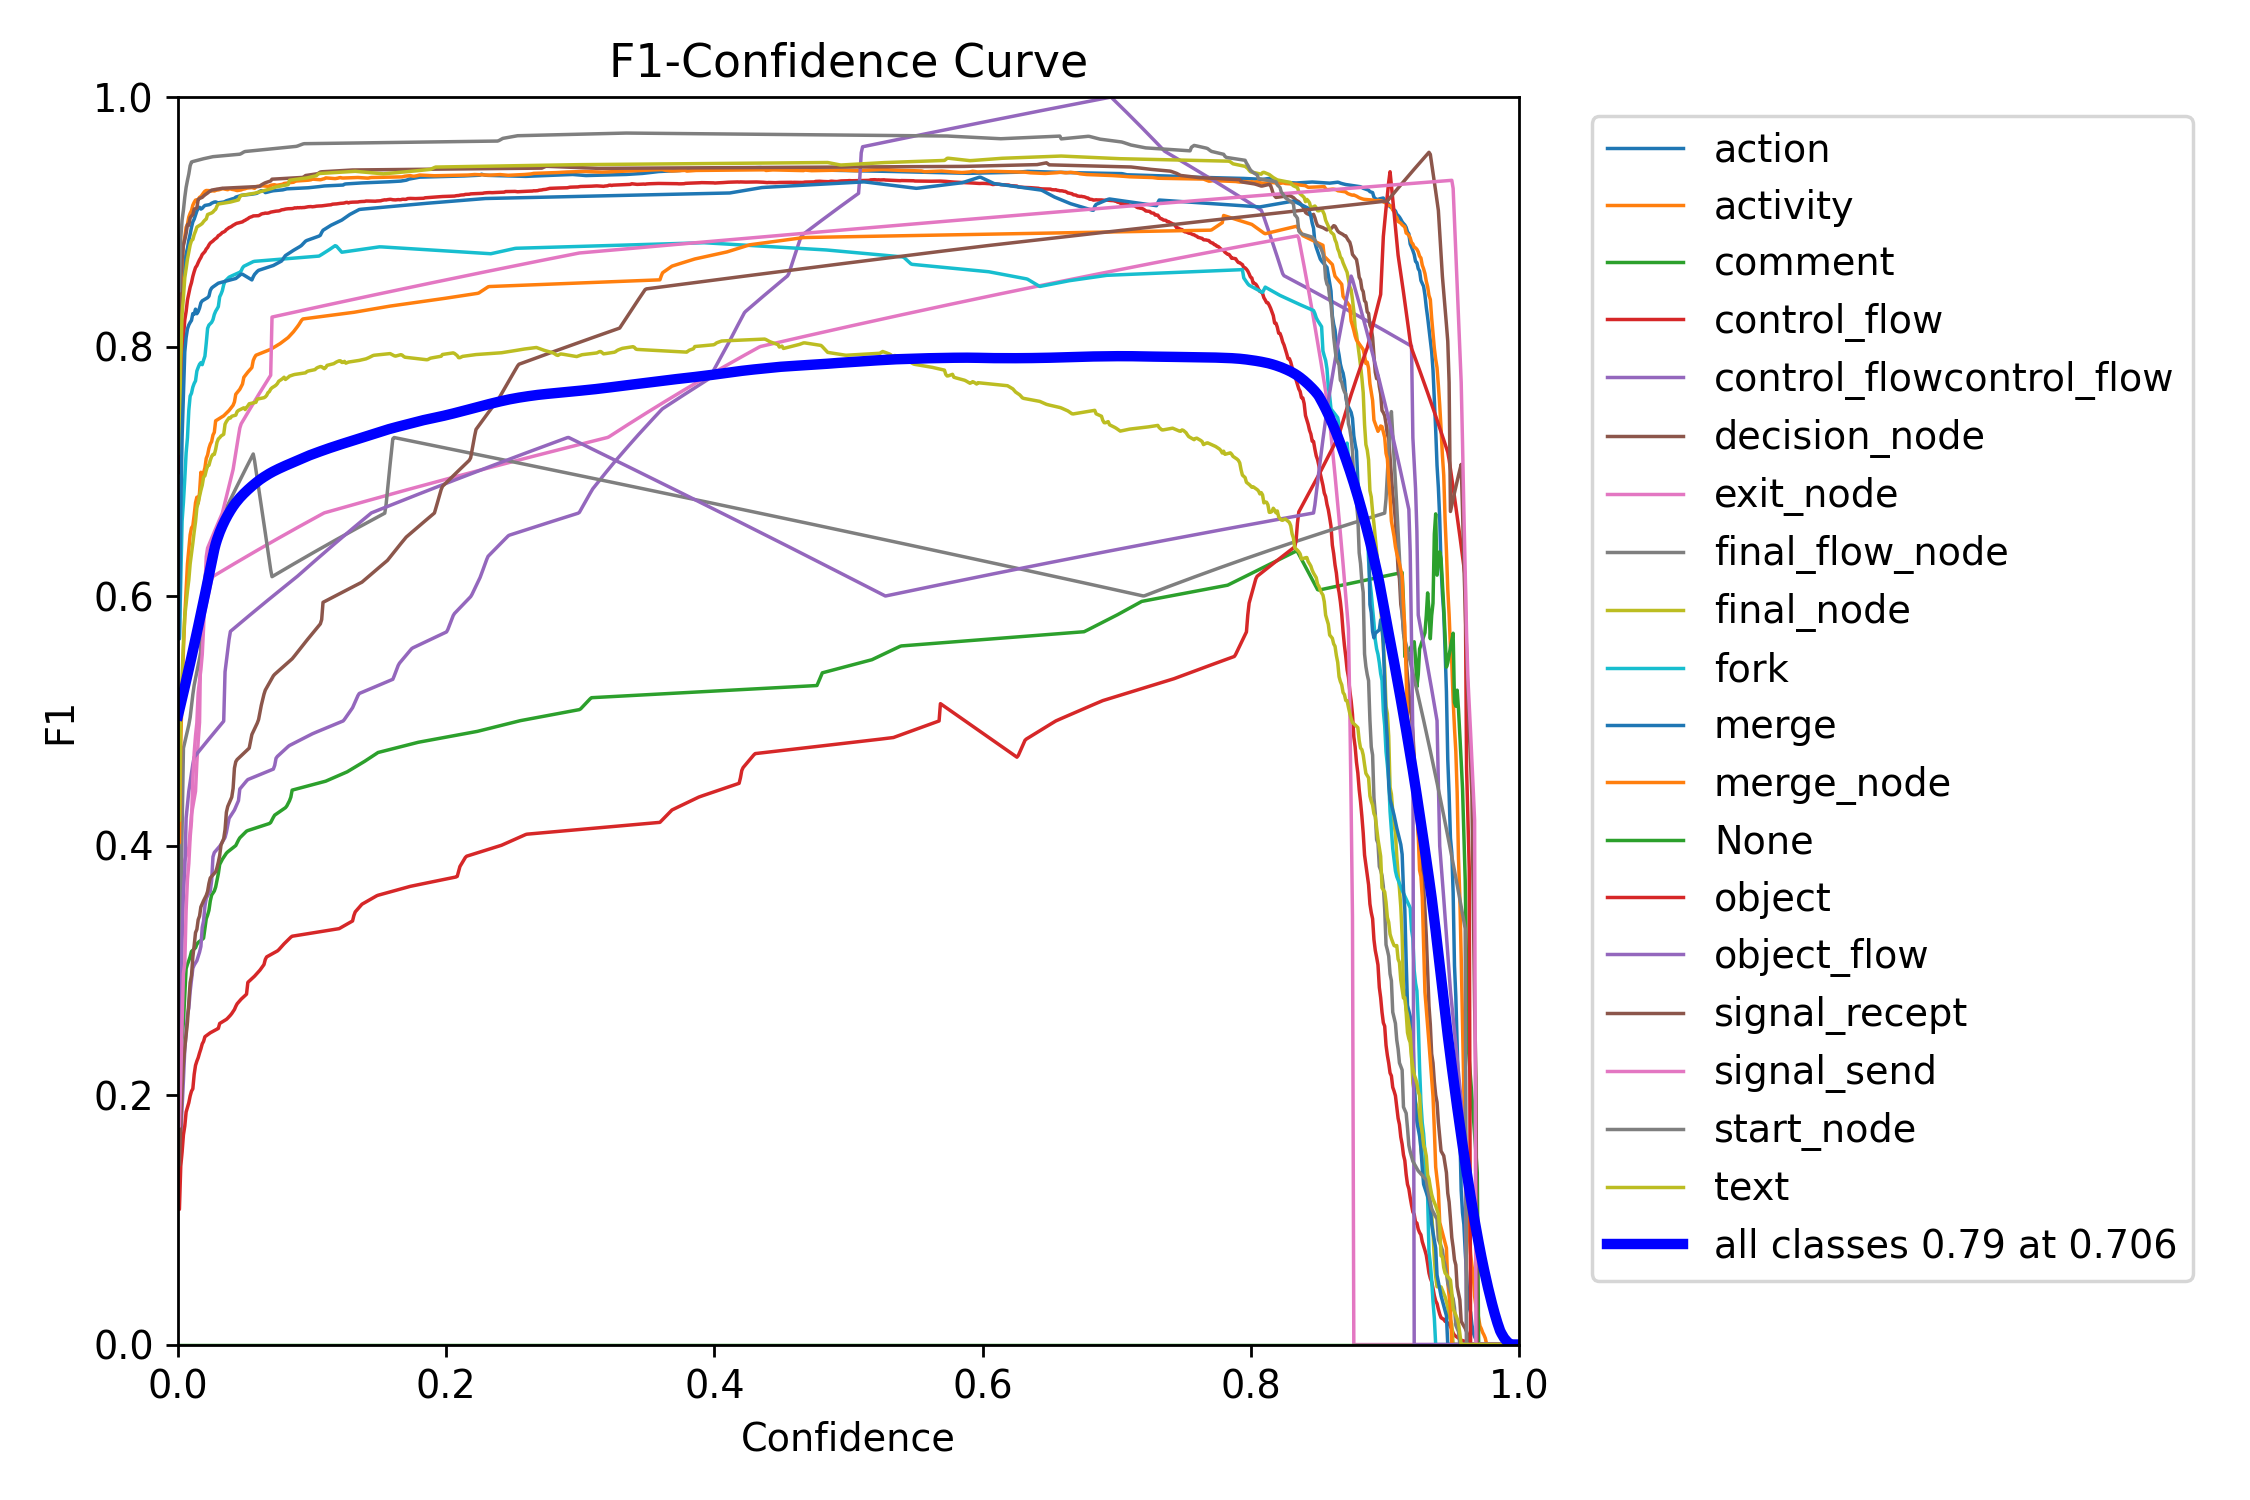 F1-Confidence Curve
1.0
0.8
0.6
0.4
0.2
0.0
F1
0.0 0.2 0.4 0.6 0.8 1.0
Confidence
action
activity
comment
control_flow
control_flowcontrol_flow
decision_node
exit_node
final_flow_node
final_node
fork
merge
merge_node
None
object
object_flow
signal_recept
signal_send
start_node
text
all classes 0.79 at 0.706